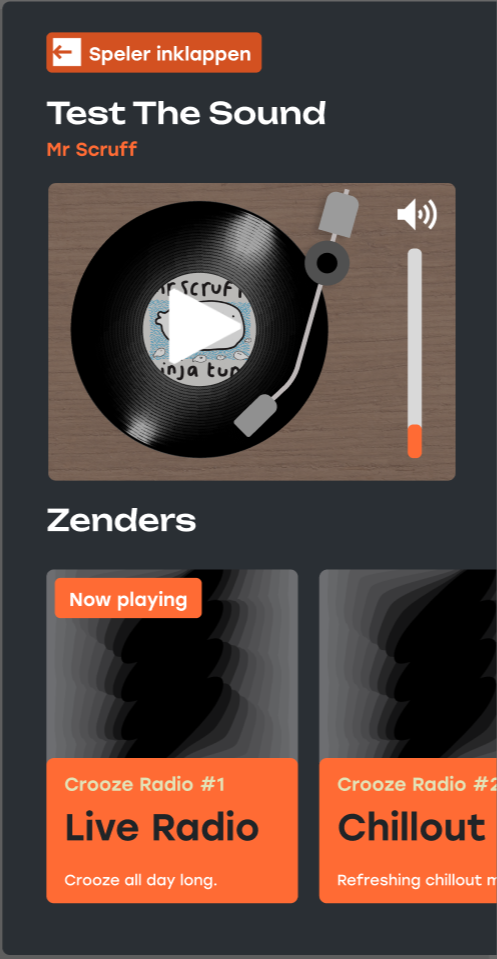 Speler inklappen
Test The Sound
Mr Scruff
Zenders
Now playing
Crooze Radio #1
Live Radio
Crooze all day long.
Crooze Radio #2
Chillout
Refreshing chillout